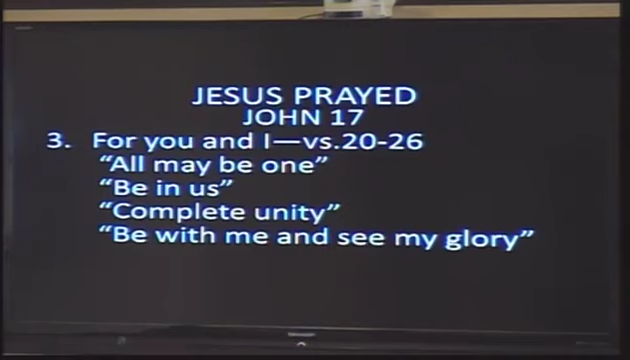 JESUS PRAYED
JOHN 17
3. For you and I—vs.20-26
“All may be one”
“Be in us”
“Complete unity”
“Be with me and see my glory”